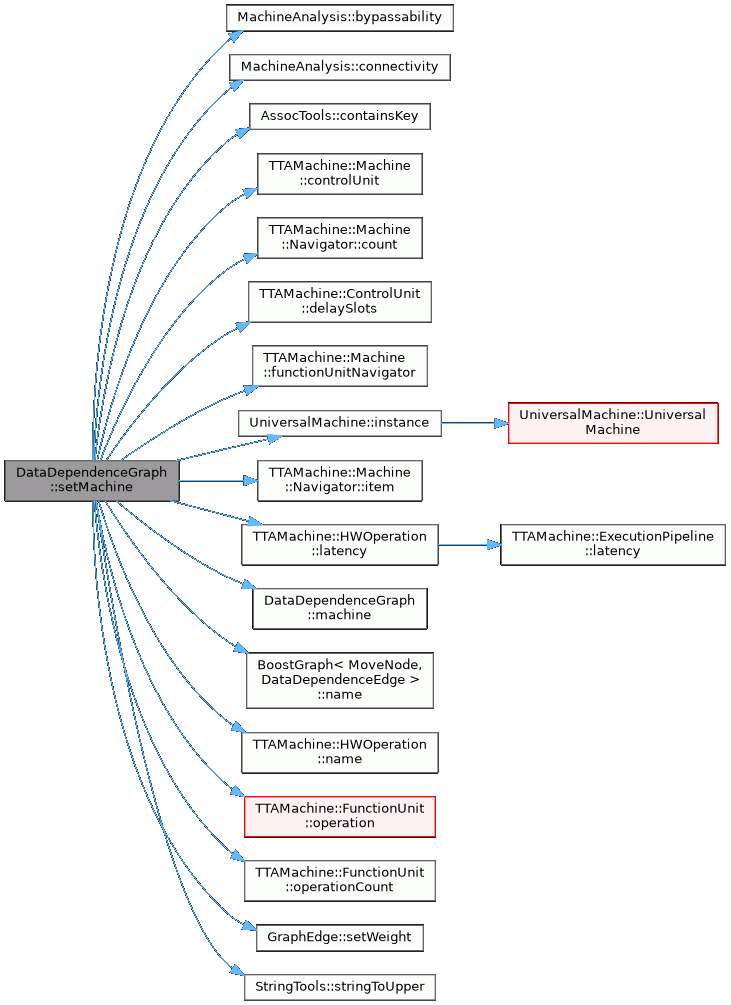 MachineAnalysis::bypassability
MachineAnalysis::connectivity
AssocTools::containsKey
TTAMachine::Machine
::controlUnit
TTAMachine::Machine
::Navigator::count
TTAMachine::ControlUnit
::delaySlots
TTAMachine::Machine
::functionUnitNavigator
UniversalMachine::instance
UniversalMachine::Universal
Machine
DataDependenceGraph
::setMachine
TTAMachine::Machine
::Navigator::item
TTAMachine::HWOperation
::latency
TTAMachine::ExecutionPipeline
::latency
DataDependenceGraph
::machine
BoostGraph< MoveNode,
DataDependenceEdge >
::name
TTAMachine::HWOperation
::name
TTAMachine::FunctionUnit
::operation
TTAMachine::FunctionUnit
::operationCount
GraphEdge::setWeight
StringTools::stringToUpper